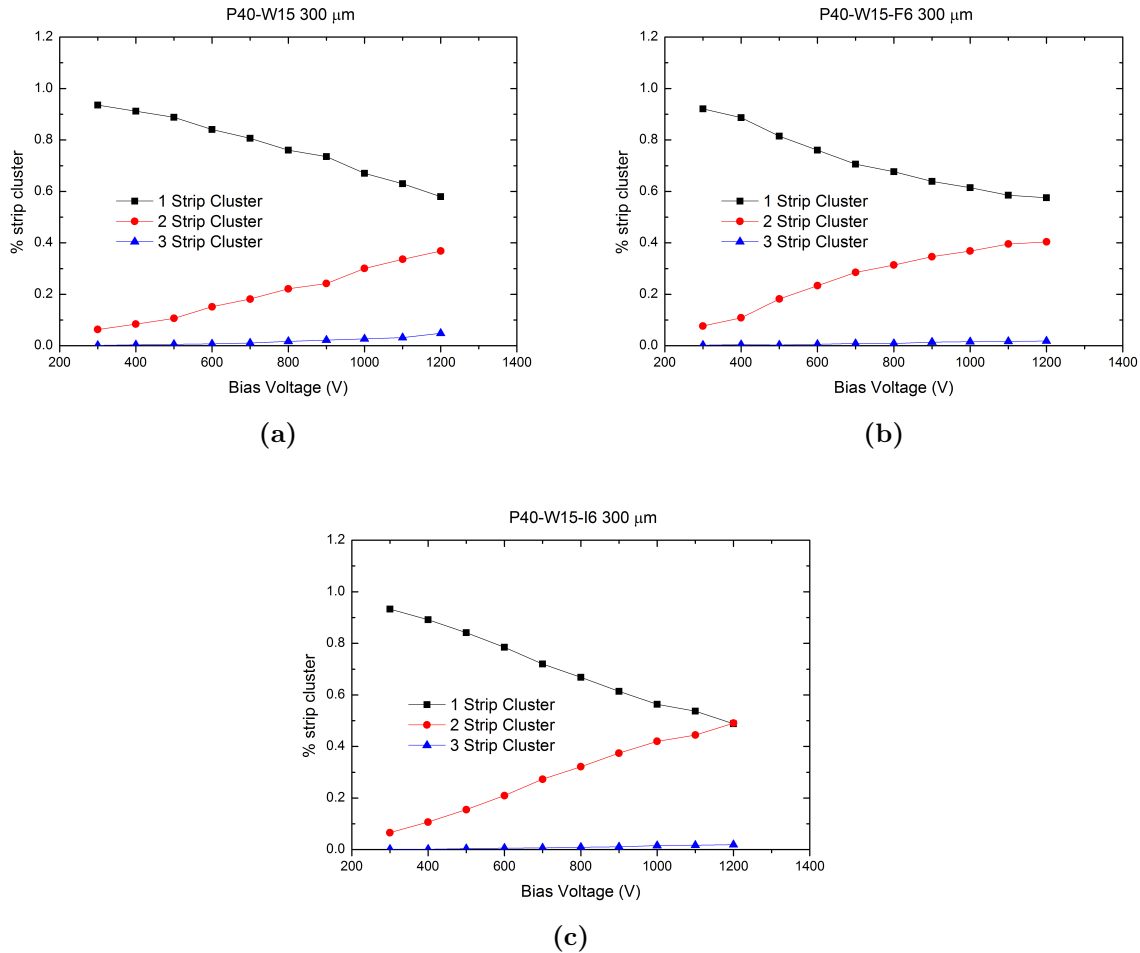 P40-W15 300 μm
% strip cluster
1.2
1.0
0.8
0.6
0.4
0.2
0.0
1 Strip Cluster
2 Strip Cluster
3 Strip Cluster
200 400 600 800 1000 1200 1400
Bias Voltage (V)
(a)
P40-W15-F6 300 μm
% strip cluster
1.2
1.0
0.8
0.6
0.4
0.2
0.0
1 Strip Cluster
2 Strip Cluster
3 Strip Cluster
200 400 600 800 1000 1200 1400
Bias Voltage (V)
(b)
P40-W15-I6 300 μm
% strip cluster
1.2
1.0
0.8
0.6
0.4
0.2
0.0
1 Strip Cluster
2 Strip Cluster
3 Strip Cluster
200 400 600 800 1000 1200 1400
Bias Voltage (V)
(c)